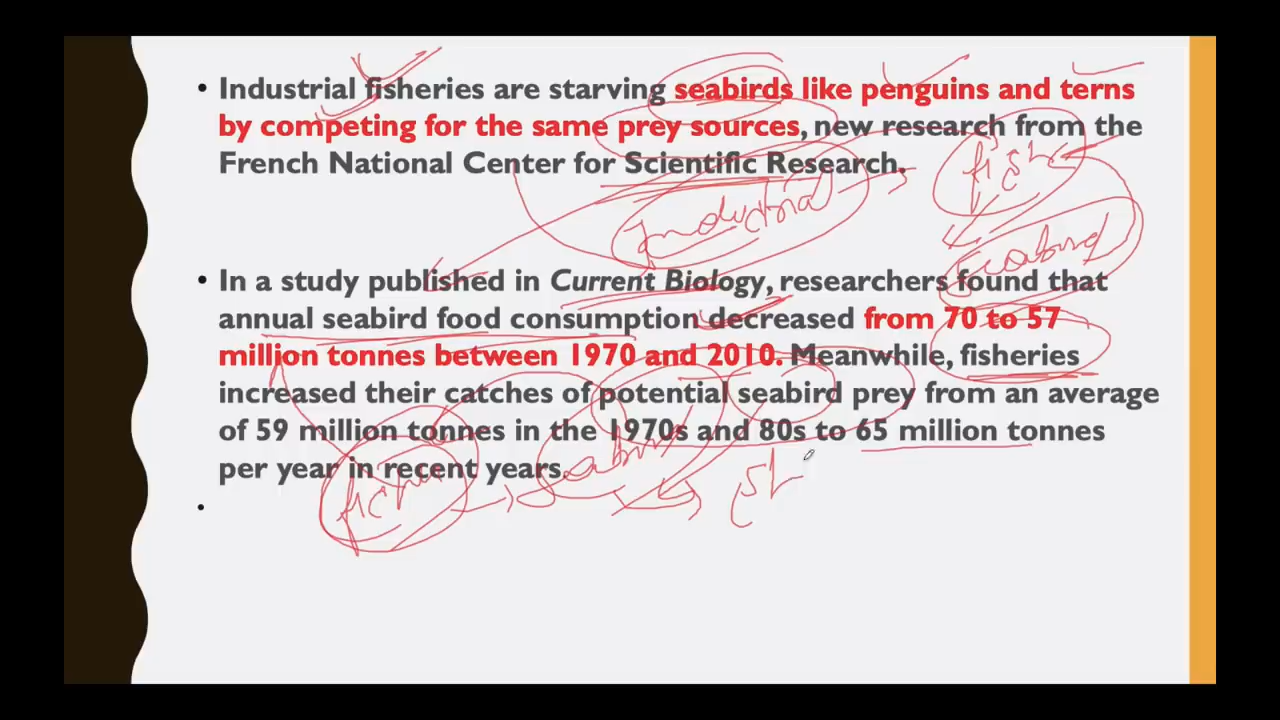 • Industrial fisheries are starving seabirds like penguins and terns
by competing for the same prey sources, new research from the
French National Center for Scientific Research.
Industrial
fish
Seabird
• In a study published in Current Biology, researchers found that
annual seabird food consumption decreased from 70 to 57
million tonnes between 1970 and 2010. Meanwhile, fisheries
increased their catches of potential seabird prey from an average
of 59 million tonnes in the 1970s and 80s to 65 million tonnes
per year in recent years.
•